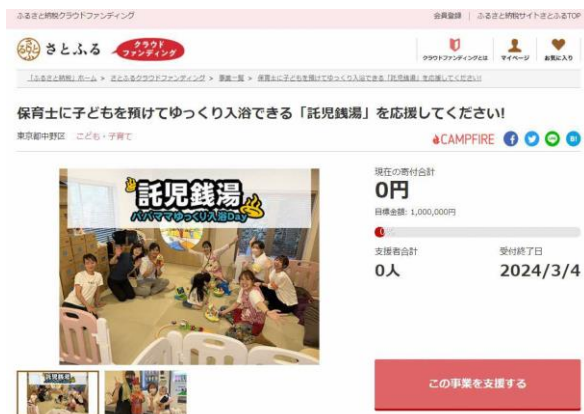 ふるさと納税クラウドファンディング
会員登録 | ふるさと納税サイトさとふるTOP
さとふる
クラウド
ファンディング
クラウドファンディングとは
マイページ
お気に入り
「ふるさと納税」ホーム > さとふるクラウドファンディング > 事業一覧 > 保育士に子どもを預けてゆっくり入浴できる「託児銭湯」を応援してください!
保育士に子どもを預けてゆっくり入浴できる「託児銭湯」を応援してください!
東京都中野区 こども・子育て
CAMPFIRE
託児銭湯
パパママゆっくり入浴Day
現在の寄付合計
0円
目標金額: 1,000,000円
0%
支援者合計
受付終了日
0人
2024/3/4
この事業を支援する
託児銭湯